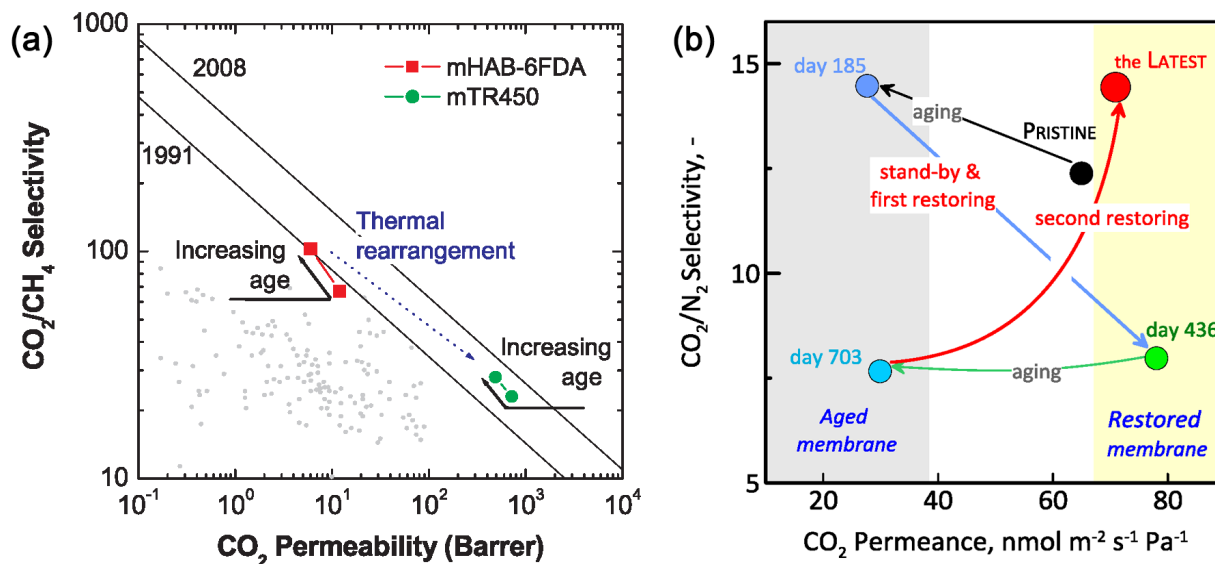 (a)
1000
100
10
CO₂/CH₄ Selectivity
2008
1991
mHAB-6FDA
mTR450
Thermal
rearrangement
Increasing
age
Increasing
age
10⁻¹ 10⁰ 10¹ 10² 10³ 10⁴
CO₂ Permeability (Barrer)
(b)
15
13
10
8
5
CO₂/N₂ Selectivity, -
day 185
the LATEST
aging
PRISTINE
stand-by &
first restoring
second restoring
day 703
day 436
aging
Aged
membrane
Restored
membrane
20 40 60 80
CO₂ Permeance, nmol m⁻² s⁻¹ Pa⁻¹